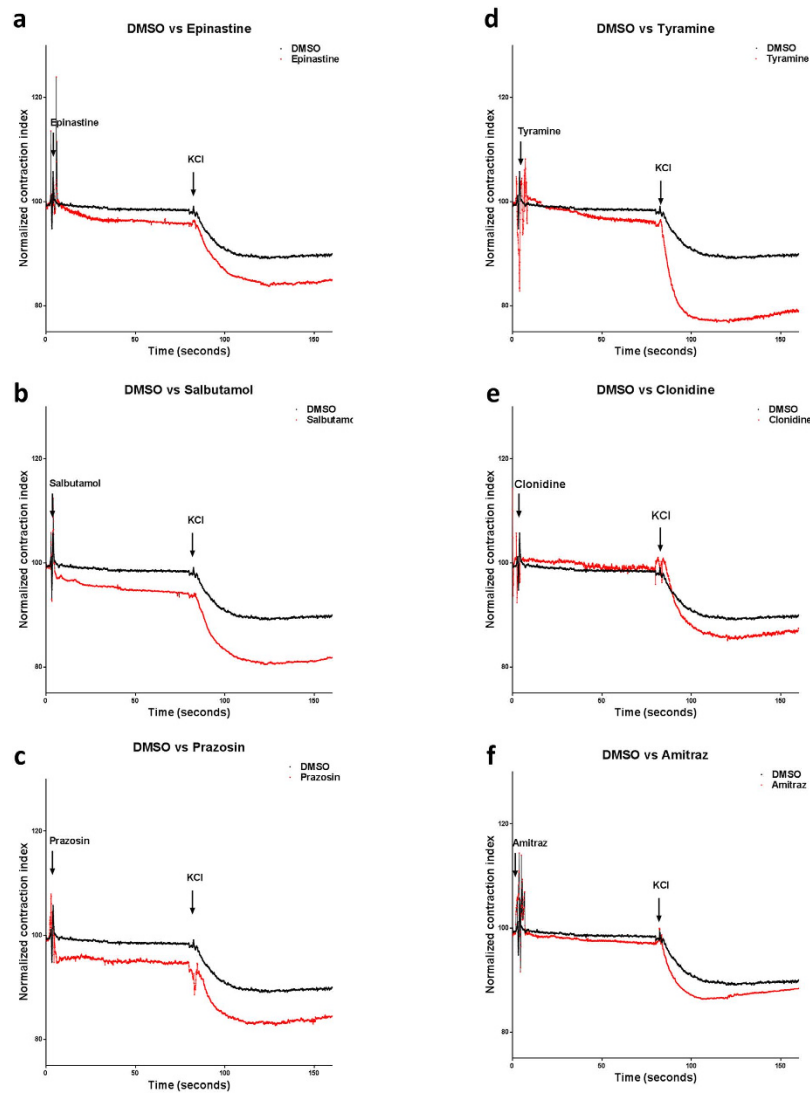 a
DMSO vs Epinastine
DMSO
Epinastine
Normalized contraction index
120
100
80
Epinastine
KCl
0
50
100
150
Time (seconds)
b
DMSO vs Salbutamol
DMSO
Salbutamo
Normalized contraction index
120
100
80
Salbutamol
KCl
0
50
100
150
Time (seconds)
c
DMSO vs Prazosin
DMSO
Prazosin
Normalized contraction index
120
100
80
Prazosin
KCl
0
50
100
150
Time (seconds)
d
DMSO vs Tyramine
DMSO
Tyramine
Normalized contraction index
120
100
80
Tyramine
KCl
0
50
100
150
Time (seconds)
e
DMSO vs Clonidine
DMSO
Clonidine
Normalized contraction index
120
100
80
Clonidine
KCl
0
50
100
150
Time (seconds)
f
DMSO vs Amitraz
DMSO
Amitraz
Normalized contraction index
120
100
80
Amitraz
KCl
0
50
100
150
Time (seconds)